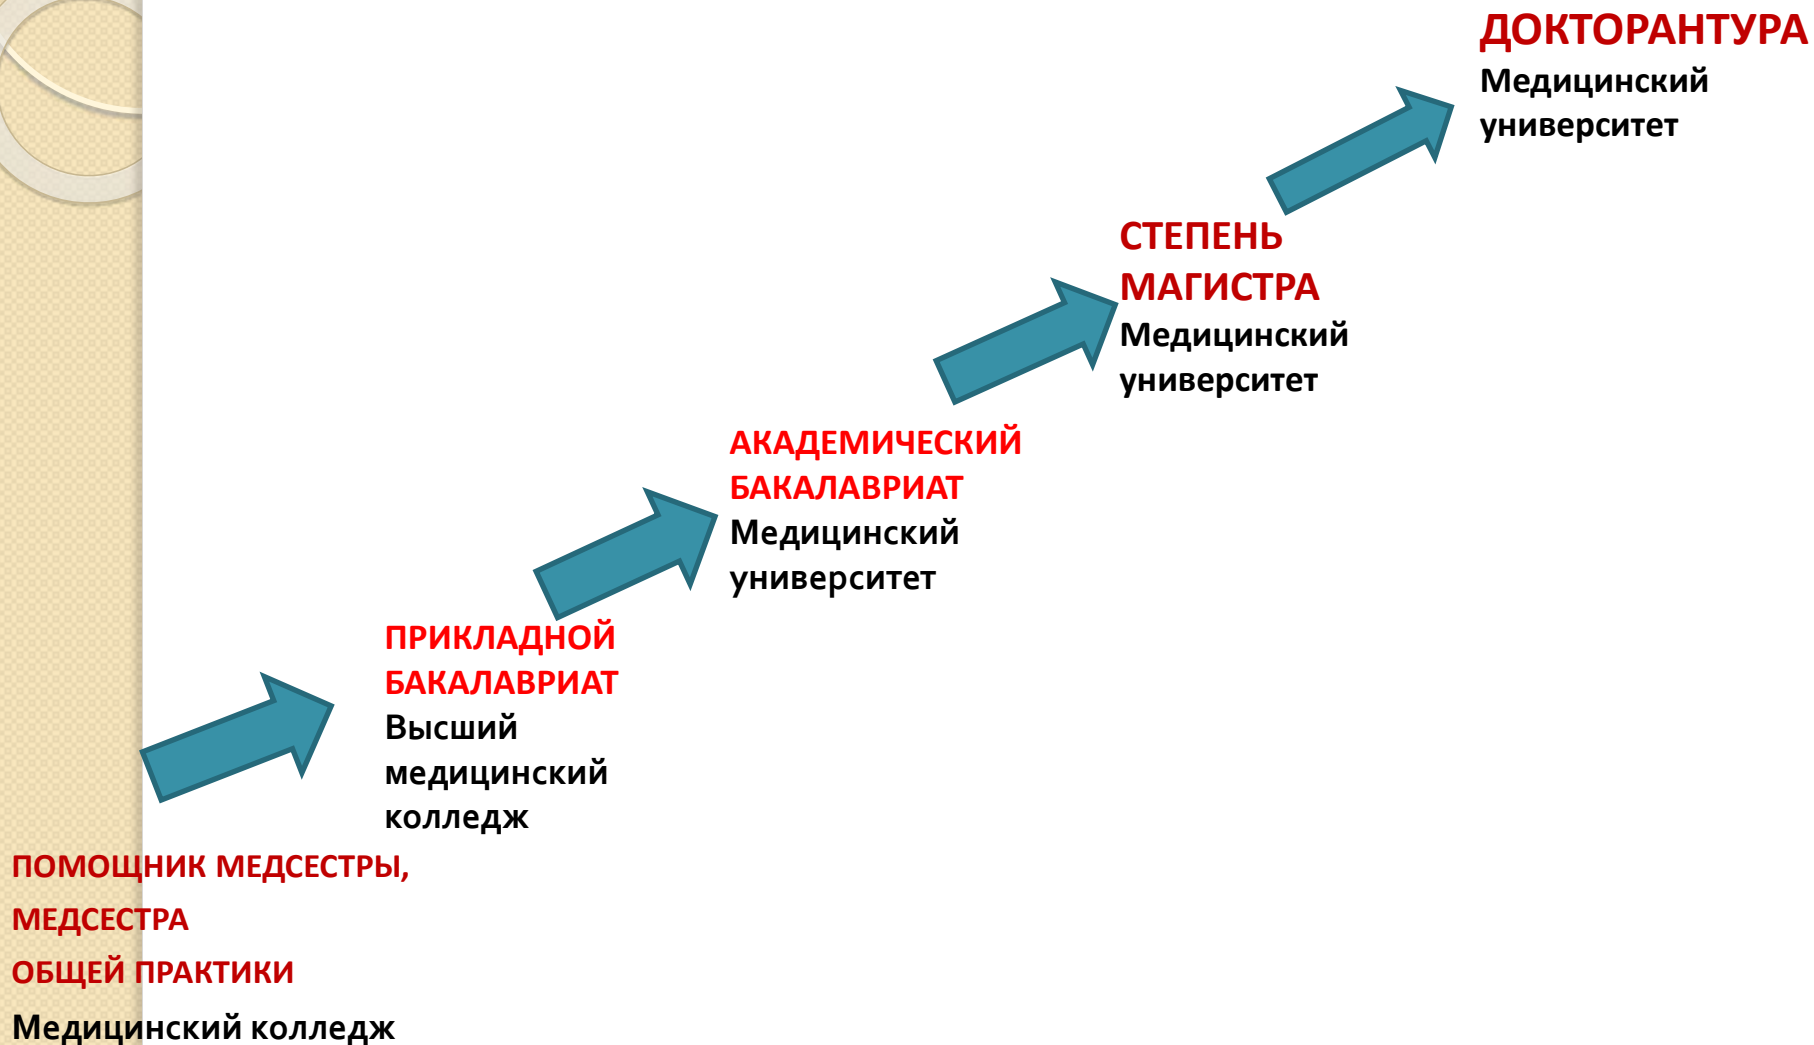 ДОКТОРАНТУРА
Медицинский
университет
СТЕПЕНЬ
МАГИСТРА
Медицинский
университет
АКАДЕМИЧЕСКИЙ
БАКАЛАВРИАТ
Медицинский
университет
ПРИКЛАДНОЙ
БАКАЛАВРИАТ
Высший
медицинский
колледж
ПОМОЩНИК МЕДСЕСТРЫ,
МЕДСЕСТРА
ОБЩЕЙ ПРАКТИКИ
Медицинский колледж